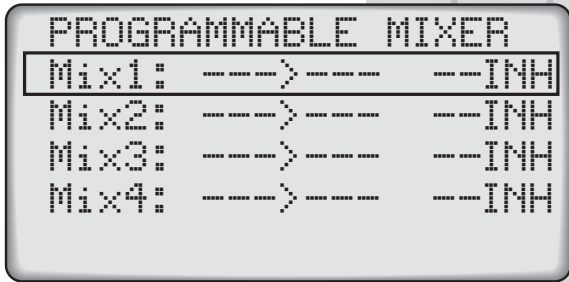 PROGRAMMABLE MIXER
Mix1: --->--- --INH
Mix2: --->--- --INH
Mix3: --->--- --INH
Mix4: --->--- --INH